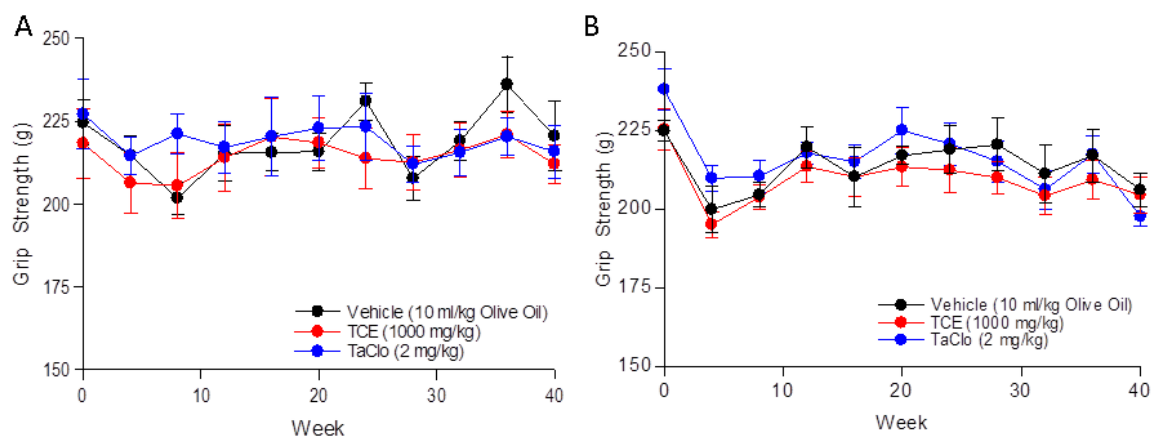 A
250
225
200
175
150
Grip Strength (g)
Vehicle (10 ml/kg Olive Oil)
TCE (1000 mg/kg)
TaClo (2 mg/kg)
0
10
20
30
40
Week
B
250
225
200
175
150
Grip Strength (g)
Vehicle (10 ml/kg Olive Oil)
TCE (1000 mg/kg)
TaClo (2 mg/kg)
0
10
20
30
40
Week